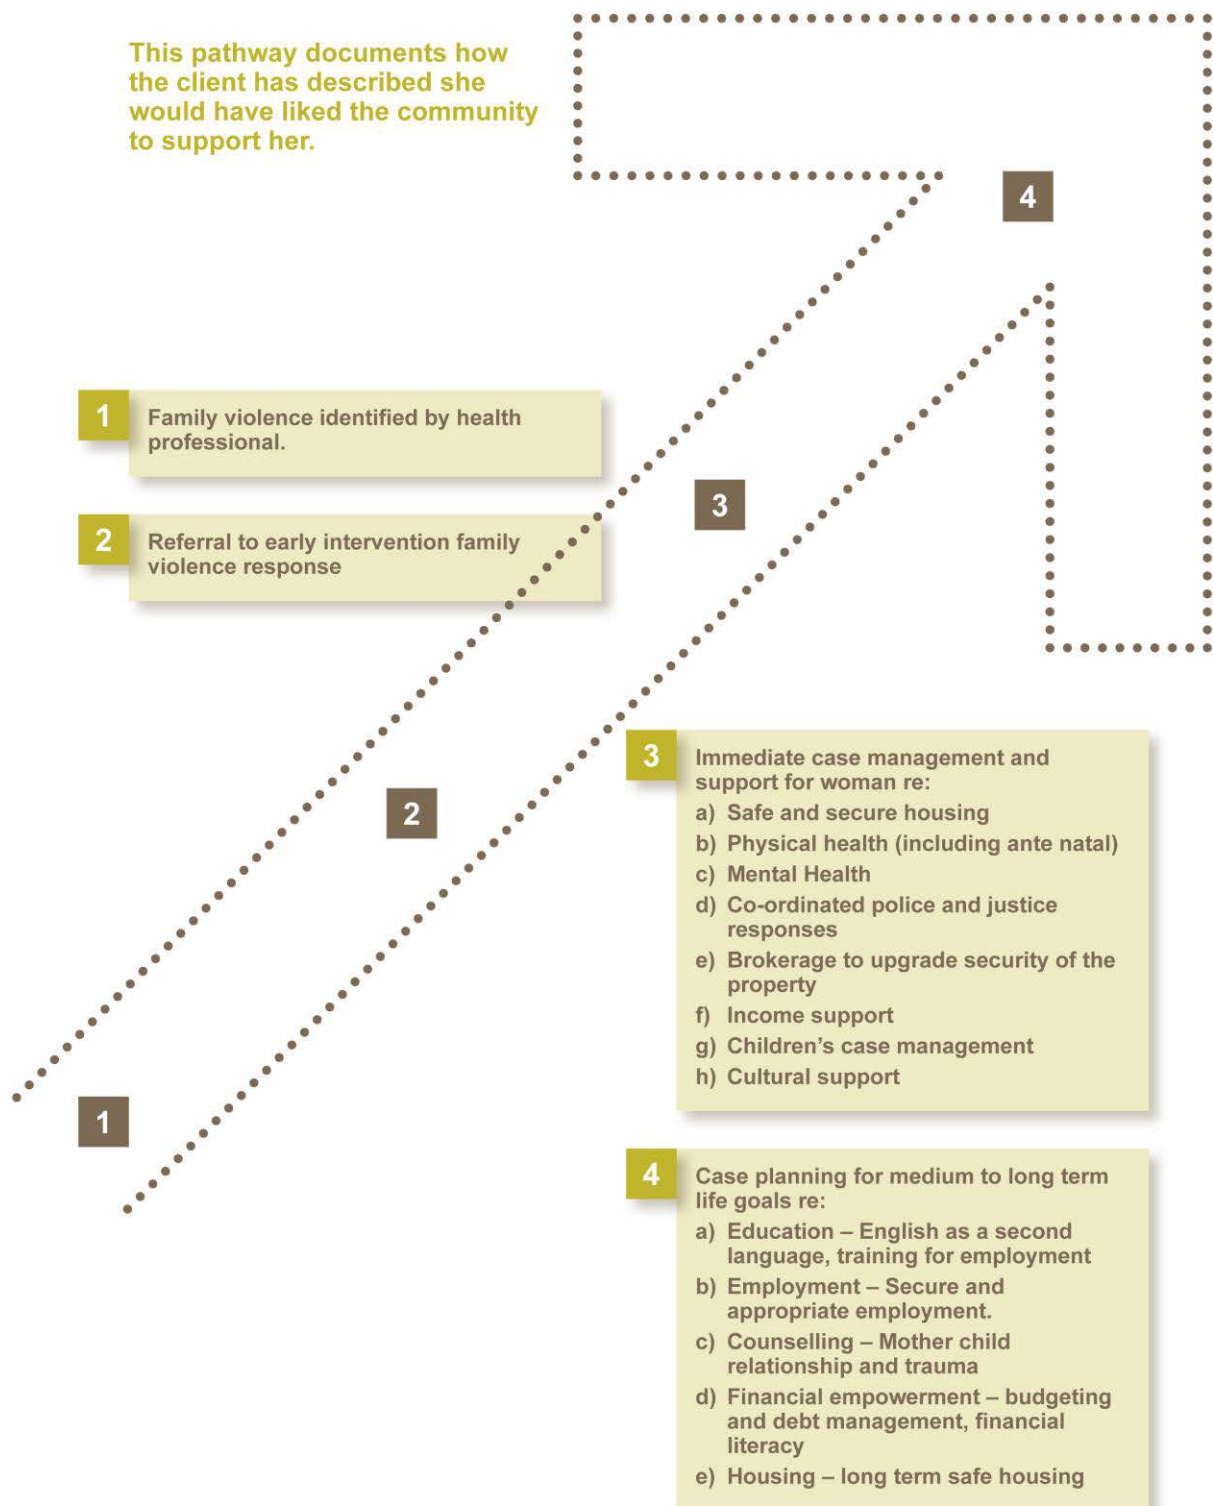 This pathway documents how
the client has described she
would have liked the community
to support her.
4
1
Family violence identified by health
professional.
3
2
Referral to early intervention family
violence response
2
3
Immediate case management and
support for woman re:
a) Safe and secure housing
b) Physical health (including ante natal)
c) Mental Health
d) Co-ordinated police and justice
responses
e) Brokerage to upgrade security of the
property
f) Income support
g) Children’s case management
h) Cultural support
1
4
Case planning for medium to long term
life goals re:
a) Education – English as a second
language, training for employment
b) Employment – Secure and
appropriate employment.
c) Counselling – Mother child
relationship and trauma
d) Financial empowerment – budgeting
and debt management, financial
literacy
e) Housing – long term safe housing